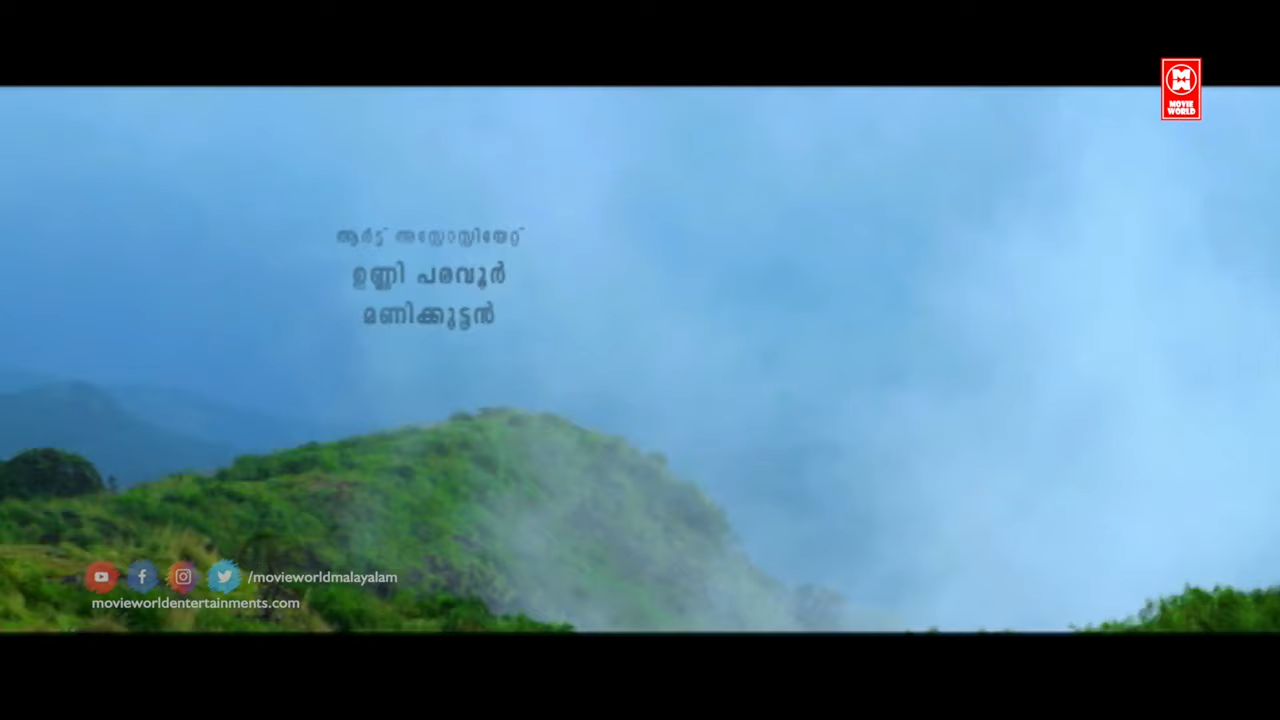 MOVIE
WORLD
ആർട്ട് അസ്സോസ്സിയേറ്റ്
ഉണ്ണി പരവൂർ
മണിക്കുട്ടൻ
/movieworldmalayalam
movieworldentertainments.com